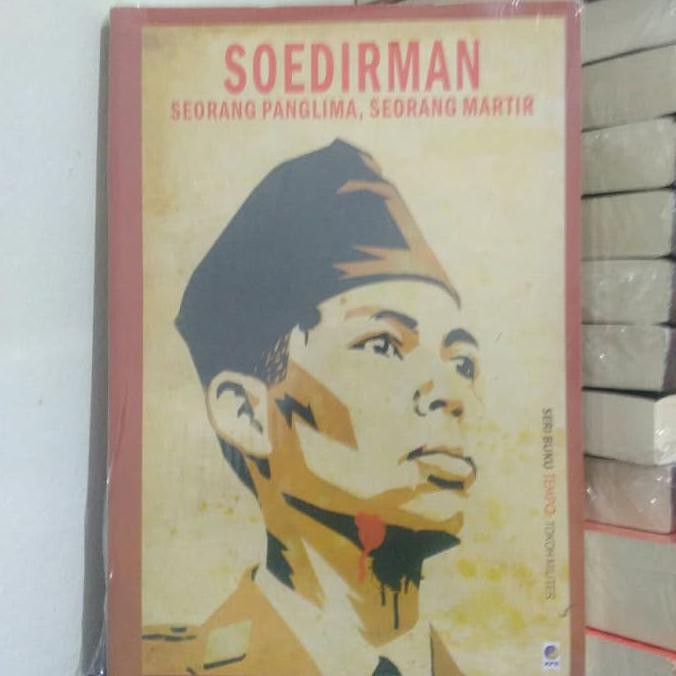 SOEDIRMAN
SEORANG PANGLIMA, SEORANG MARTIR
SERI BUKU TEMPO: TOKOH MILITER